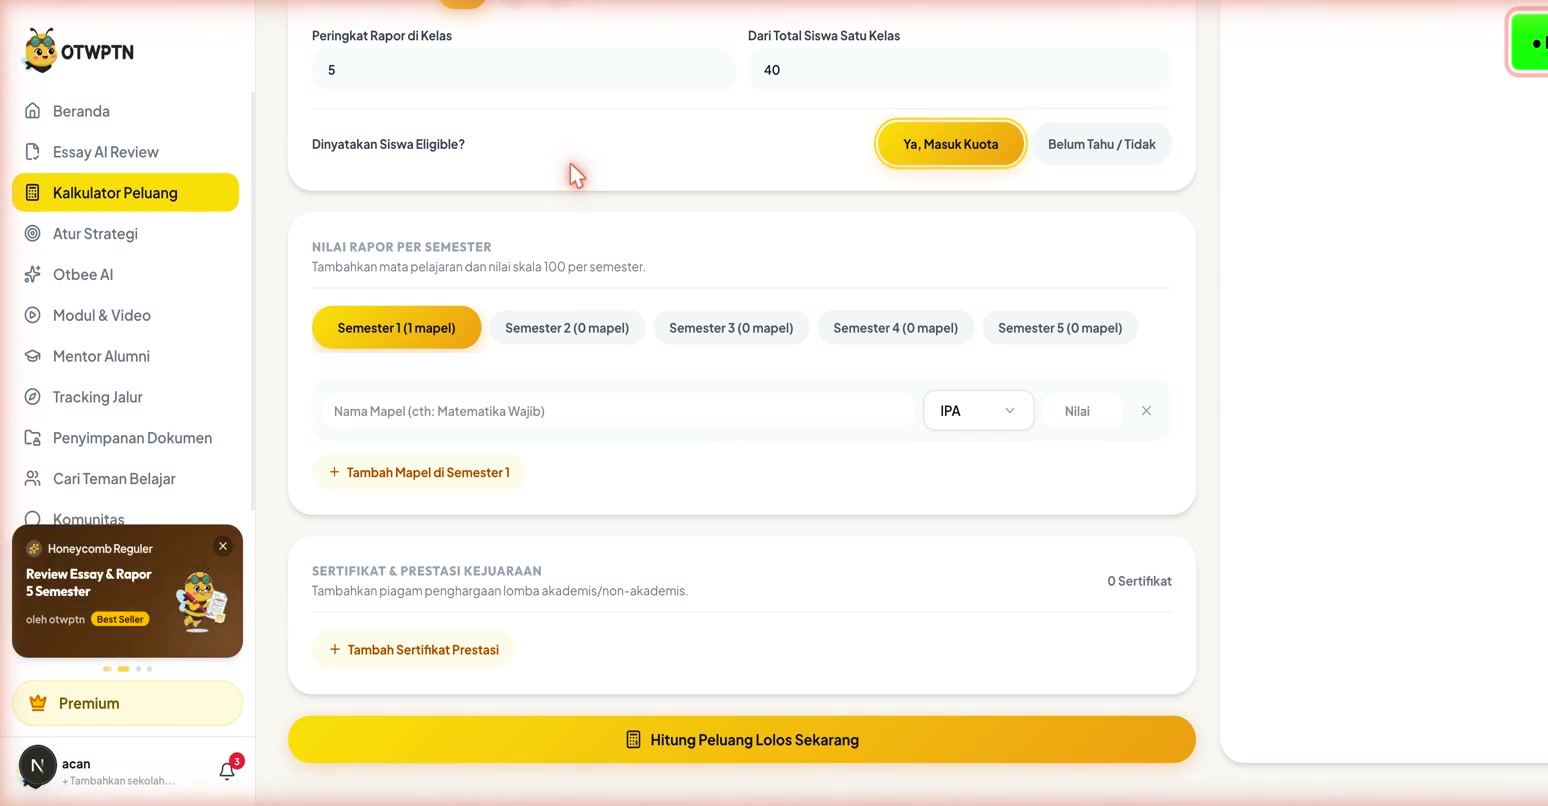 OTWPTN
Beranda
Essay AI Review
Kalkulator Peluang
Atur Strategi
Otbee AI
Modul & Video
Mentor Alumni
Tracking Jalur
Penyimpanan Dokumen
Cari Teman Belajar
Komunitas
Honeycomb Reguler
Review Essay & Rapor
5 Semester
oleh otwptn Best Seller
Premium
N
acan
+ Tambahkan sekolah...
3
Peringkat Rapor di Kelas
5
Dari Total Siswa Satu Kelas
40
Dinyatakan Siswa Eligible?
Ya, Masuk Kuota
Belum Tahu / Tidak
NILAI RAPOR PER SEMESTER
Tambahkan mata pelajaran dan nilai skala 100 per semester.
Semester 1 (1 mapel)
Semester 2 (0 mapel)
Semester 3 (0 mapel)
Semester 4 (0 mapel)
Semester 5 (0 mapel)
Nama Mapel (cth: Matematika Wajib)
IPA
Nilai
+ Tambah Mapel di Semester 1
SERTIFIKAT & PRESTASI KEJUARAAN
Tambahkan piagam penghargaan lomba akademis/non-akademis.
0 Sertifikat
+ Tambah Sertifikat Prestasi
Hitung Peluang Lolos Sekarang